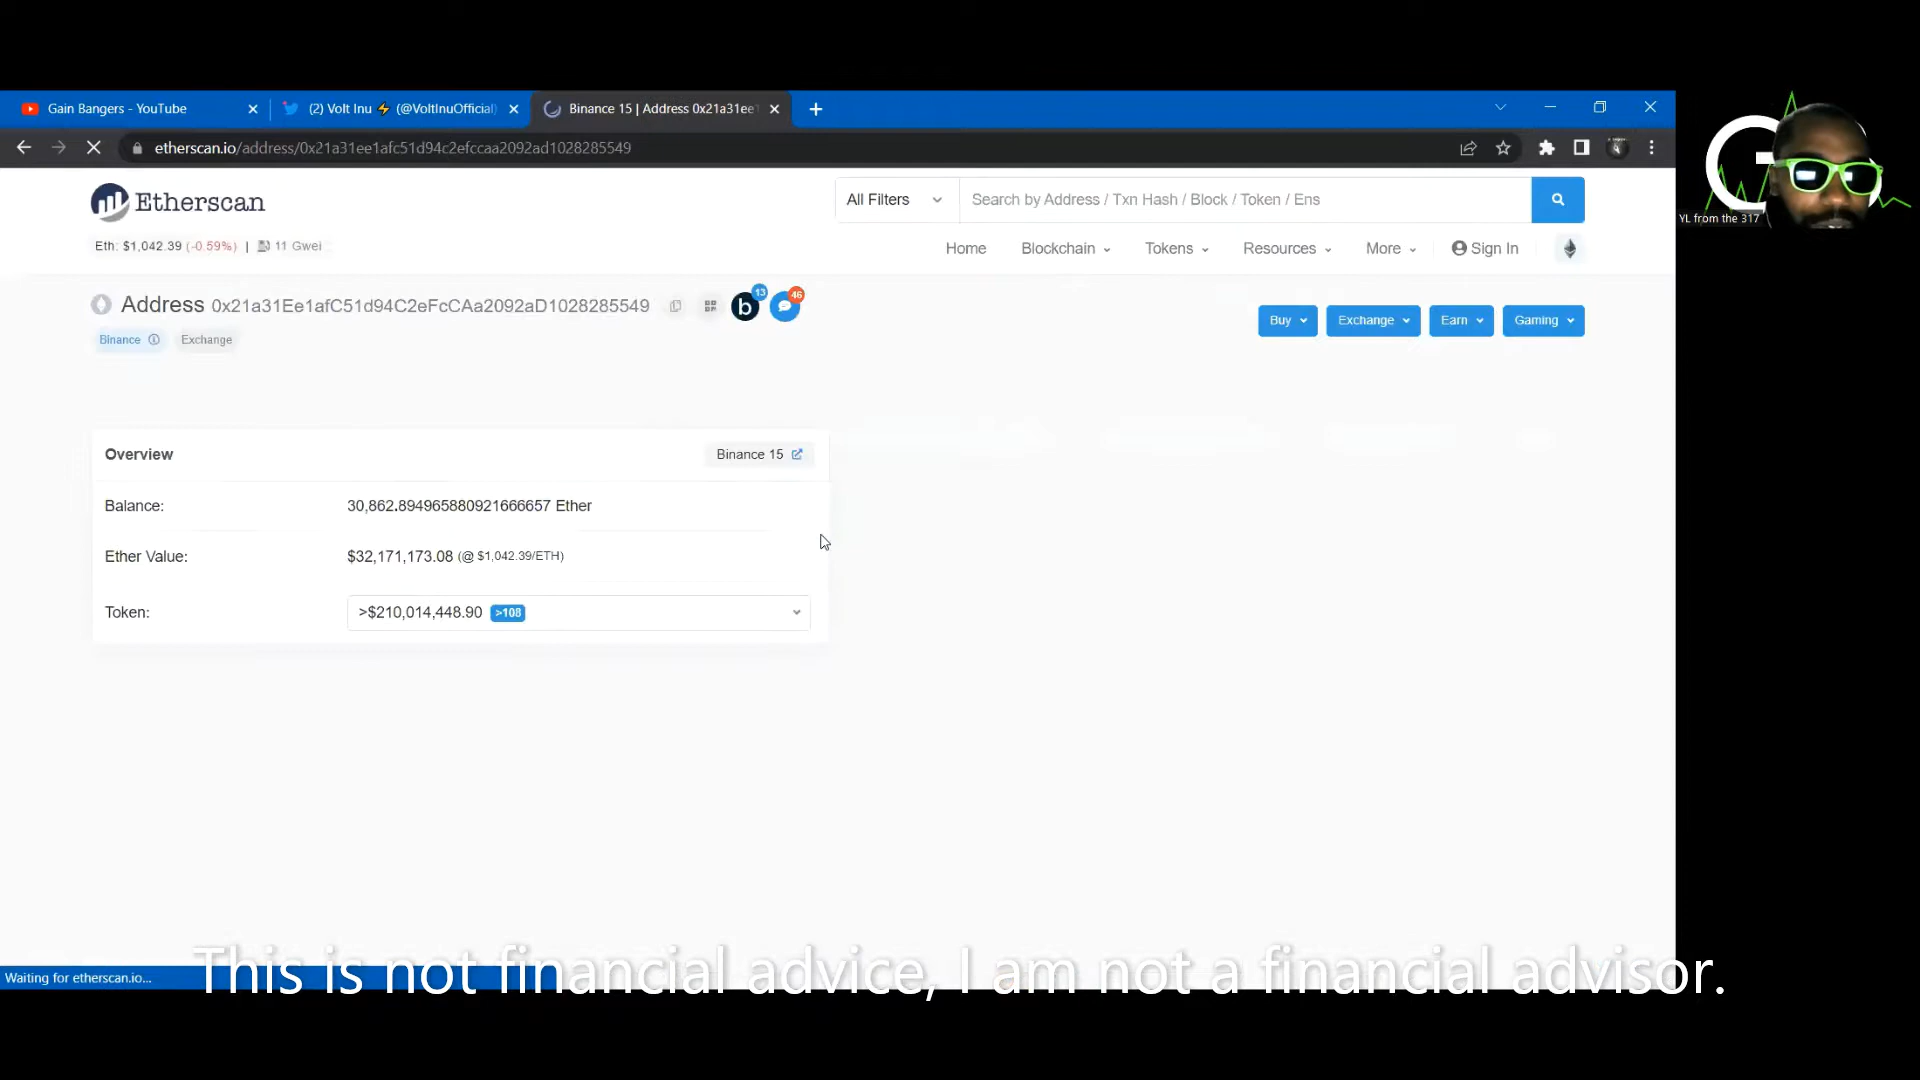 Gain Bangers - YouTube
(2) Volt Inu⚡ (@VoltInuOfficial)
Binance 15 | Address 0x21a31ee1
etherscan.io/address/0x21a31ee1afc51d94c2efccaa2092ad1028285549
Etherscan
All Filters
Search by Address / Txn Hash / Block / Token / Ens
YL from the 317
Eth: $1,042.39 (-0.59%) | 11 Gwei
Home
Blockchain
Tokens
Resources
More
Sign In
Address 0x21a31Ee1afC51d94C2eFcCAa2092aD1028285549
b
13
46
Buy
Exchange
Earn
Gaming
Binance
Exchange
Overview
Binance 15
Balance:
30,862.894965880921666657 Ether
Ether Value:
$32,171,173.08 (@ $1,042.39/ETH)
Token:
>$210,014,448.90 >108
Waiting for etherscan.io...
This is not financial advice, I am not a financial advisor.